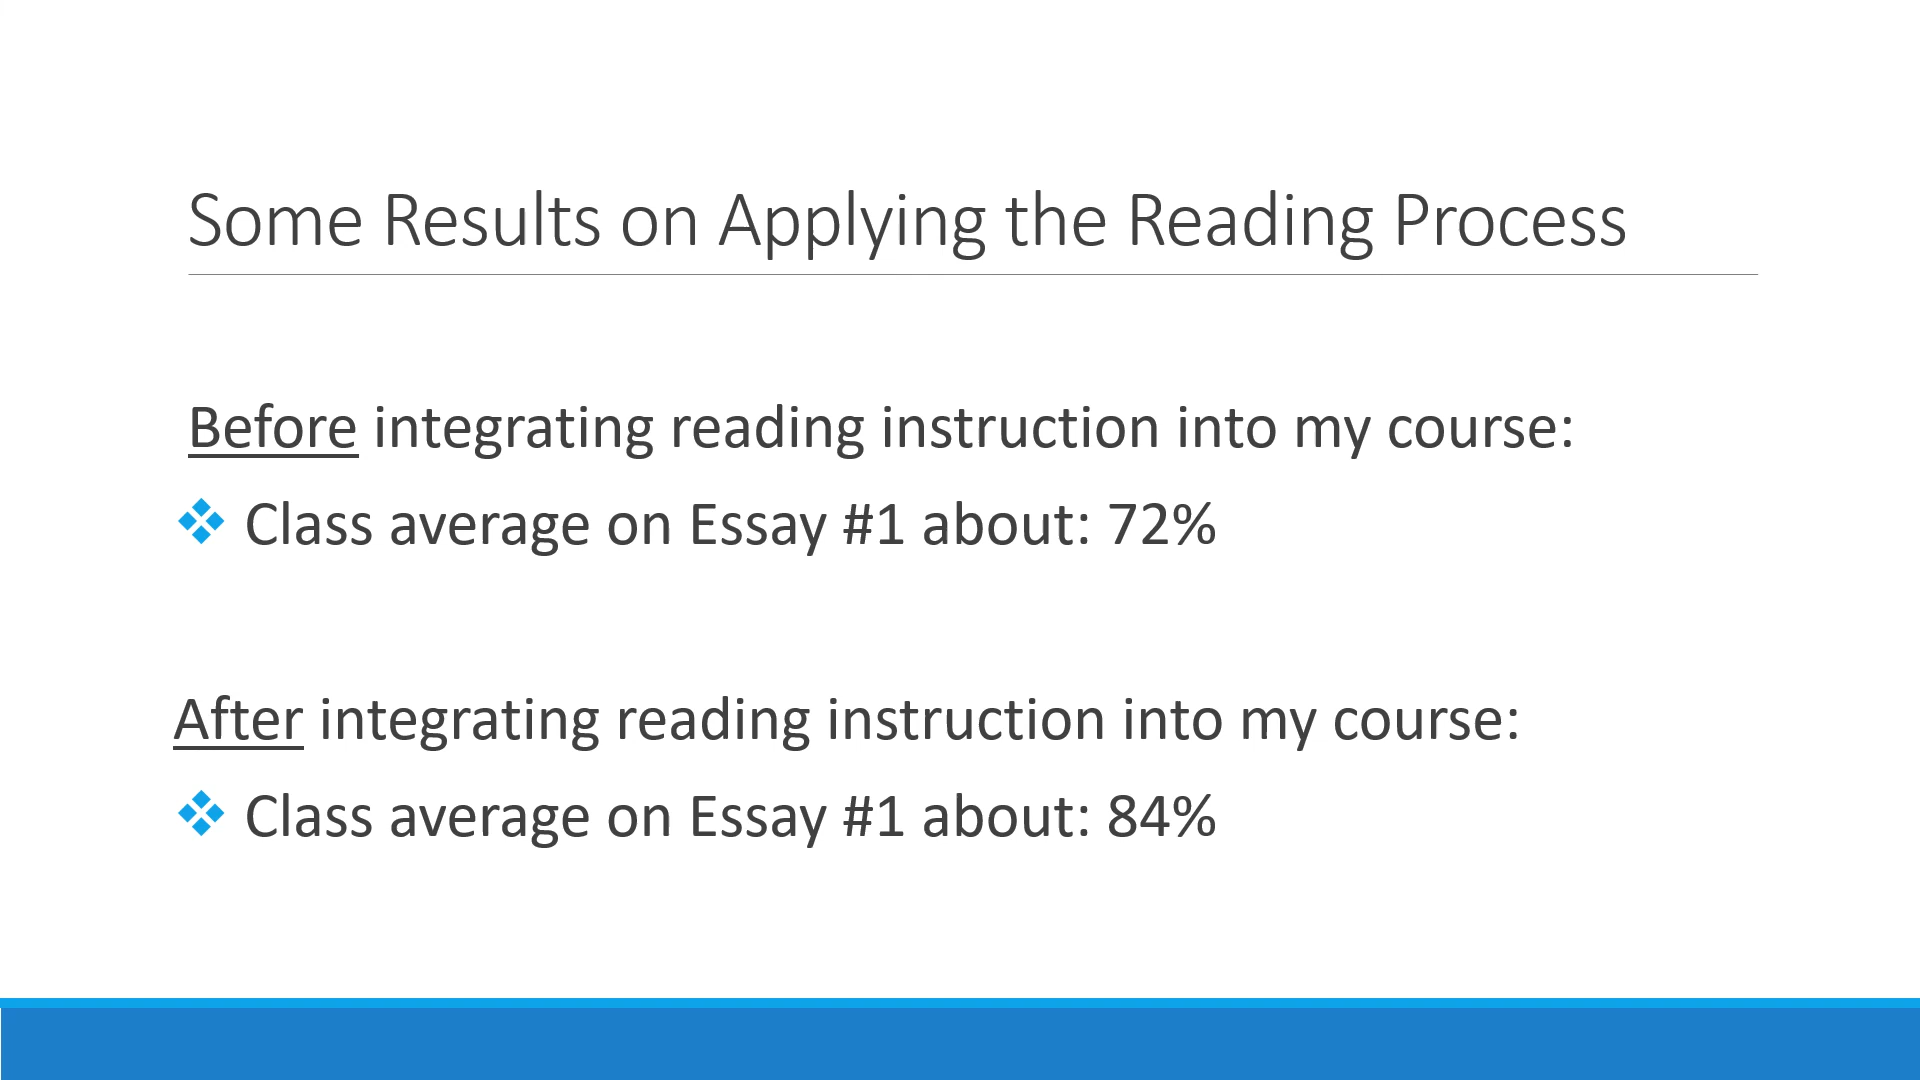 Some Results on Applying the Reading Process
Before integrating reading instruction into my course:
❖ Class average on Essay #1 about: 72%
After integrating reading instruction into my course:
❖ Class average on Essay #1 about: 84%